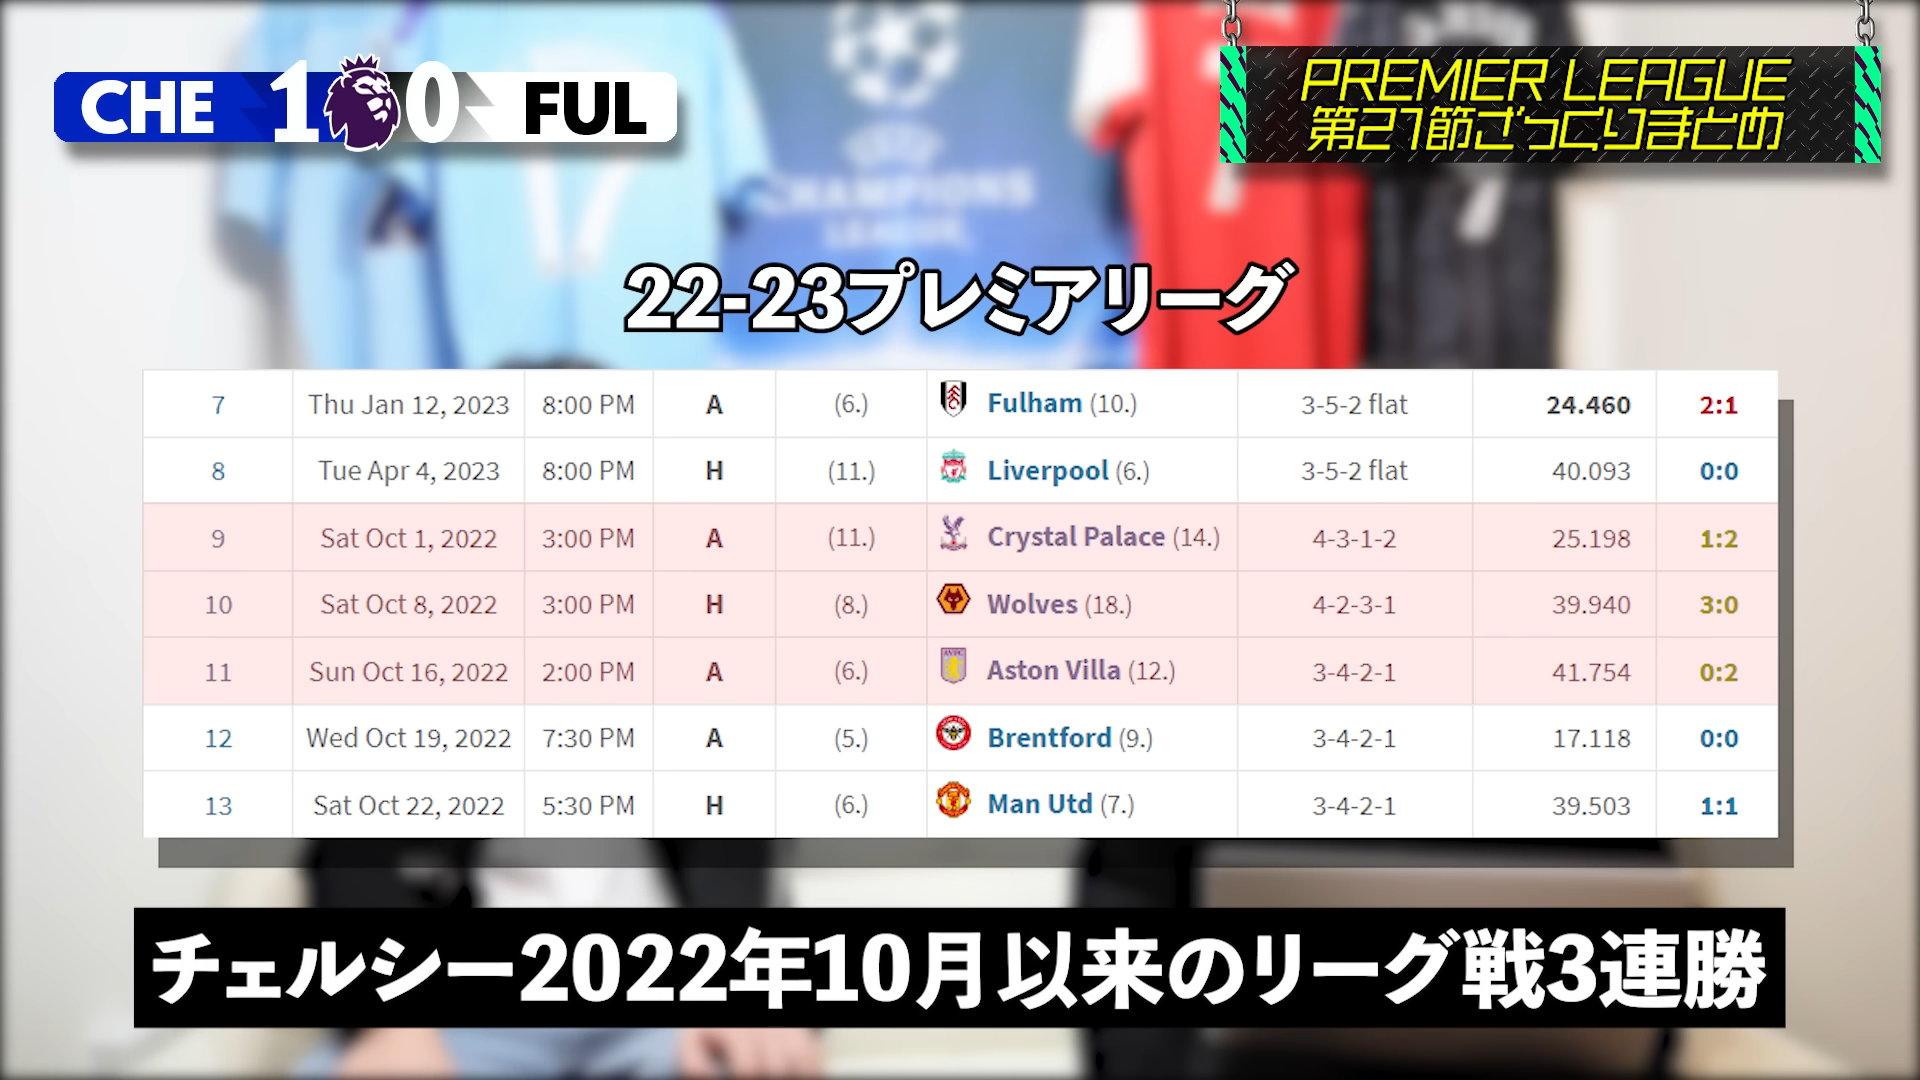 CHE 1 0 FUL
PREMIER LEAGUE
第21節ざっくりまとめ
UEFA
CHAMPIONS
LEAGUE
17
7
7
22-23プレミアリーグ
7 Thu Jan 12, 2023 8:00 PM A (6.) Fulham (10.) 3-5-2 flat 24.460 2:1
8 Tue Apr 4, 2023 8:00 PM H (11.) Liverpool (6.) 3-5-2 flat 40.093 0:0
9 Sat Oct 1, 2022 3:00 PM A (11.) Crystal Palace (14.) 4-3-1-2 25.198 1:2
10 Sat Oct 8, 2022 3:00 PM H (8.) Wolves (18.) 4-2-3-1 39.940 3:0
11 Sun Oct 16, 2022 2:00 PM A (6.) Aston Villa (12.) 3-4-2-1 41.754 0:2
12 Wed Oct 19, 2022 7:30 PM A (5.) Brentford (9.) 3-4-2-1 17.118 0:0
13 Sat Oct 22, 2022 5:30 PM H (6.) Man Utd (7.) 3-4-2-1 39.503 1:1
チェルシー2022年10月以来のリーグ戦3連勝